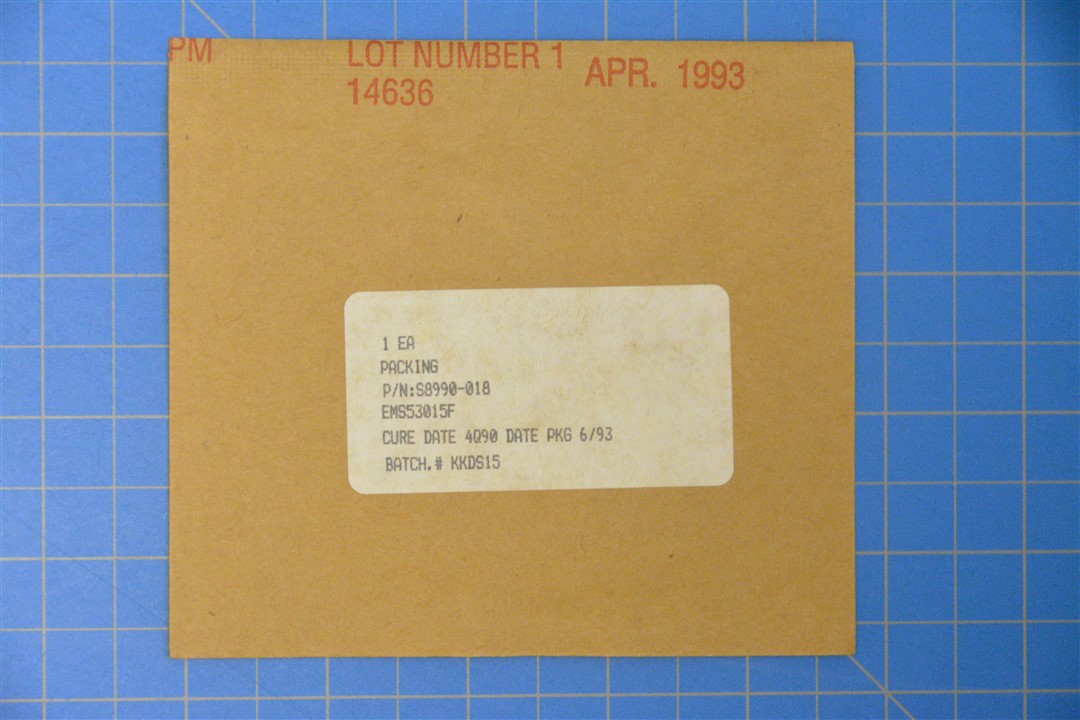 PM
LOT NUMBER 1
14636
APR. 1993
1 EA
PACKING
P/N:S8990-018
EMS53015F
CURE DATE 4Q90 DATE PKG 6/93
BATCH.# KKDS15